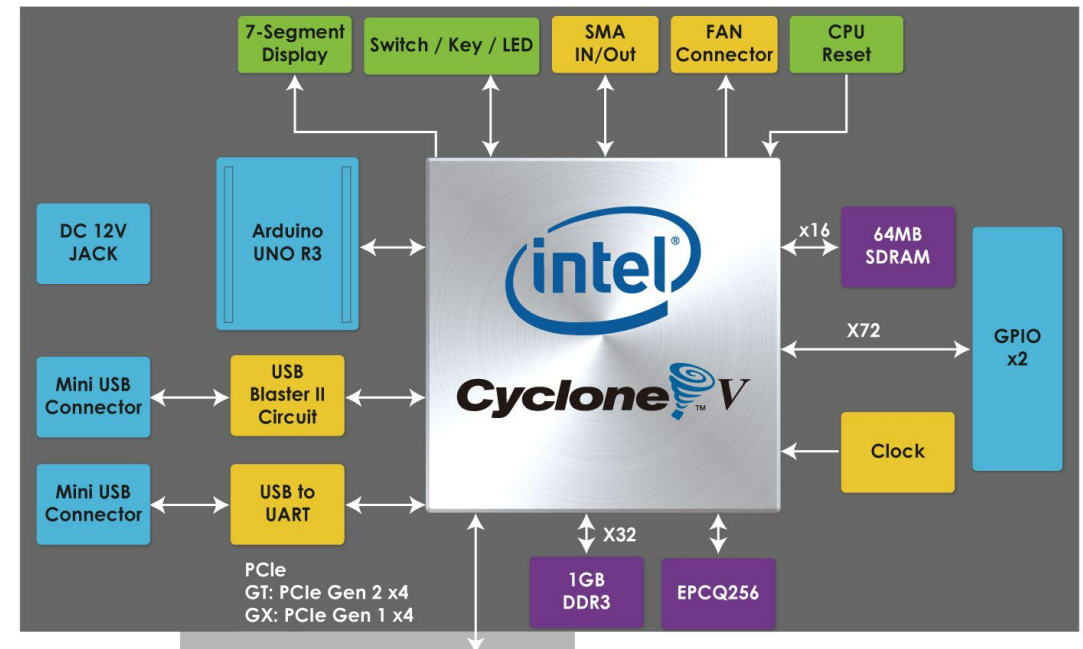 7-Segment
Display
Switch / Key / LED
SMA
IN/Out
FAN
Connector
CPU
Reset
DC 12V
JACK
Arduino
UNO R3
intel®
x16
64MB
SDRAM
X72
GPIO
x2
Mini USB
Connector
USB
Blaster II
Circuit
Cyclone™ V
Clock
Mini USB
Connector
USB to
UART
X32
PCIe
GT: PCIe Gen 2 x4
GX: PCIe Gen 1 x4
1GB
DDR3
EPCQ256